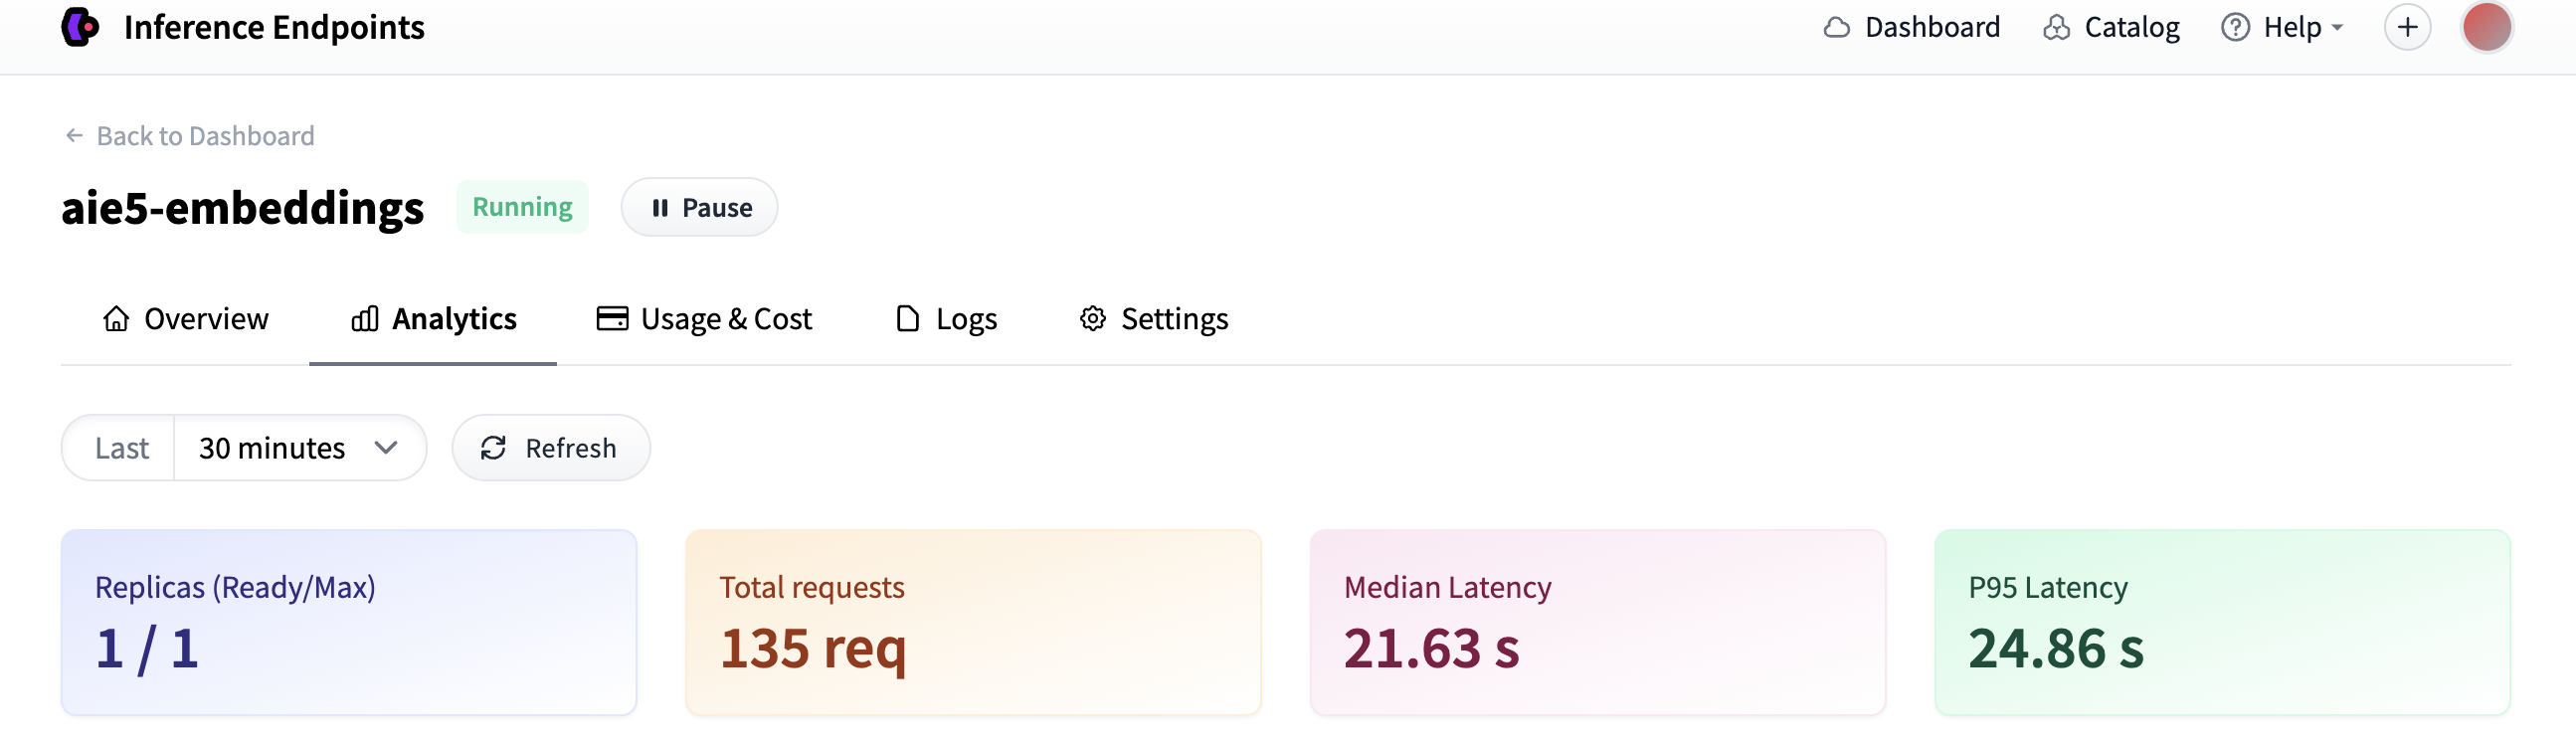 Inference Endpoints
Dashboard Catalog Help
Back to Dashboard
aie5-embeddings Running Pause
Overview Analytics Usage & Cost Logs Settings
Last 30 minutes Refresh
Replicas (Ready/Max)
1 / 1
Total requests
135 req
Median Latency
21.63 s
P95 Latency
24.86 s